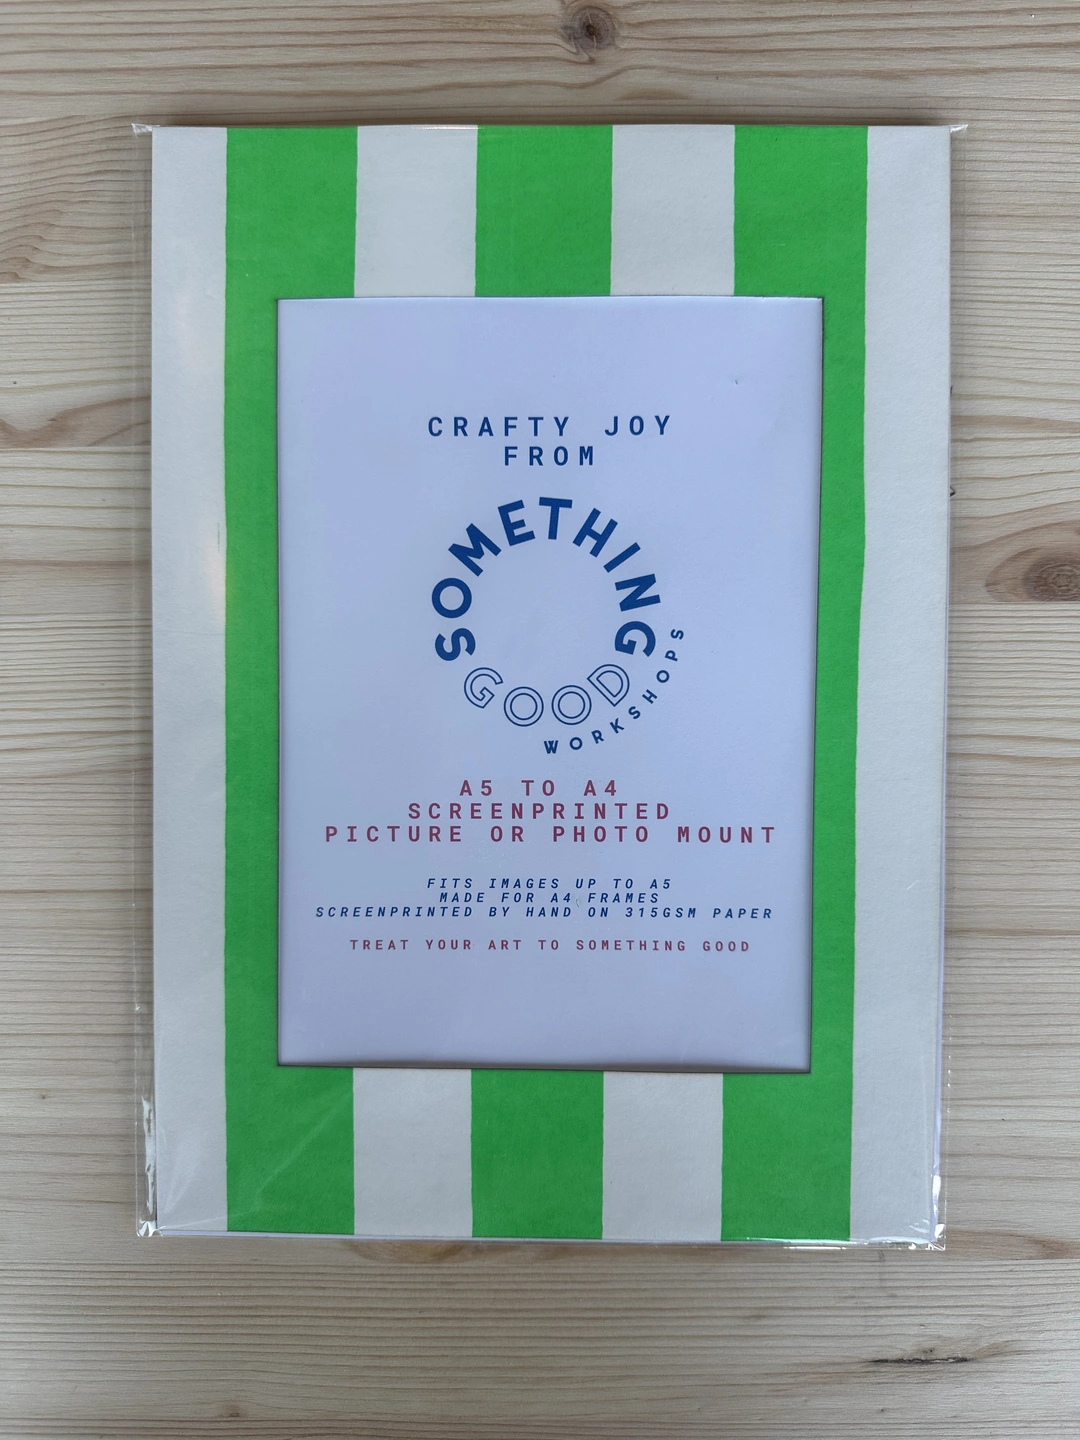 CRAFTY JOY
FROM
SOMETHING
GOOD
WORKSHOPS
A5 TO A4
SCREENPRINTED
PICTURE OR PHOTO MOUNT
FITS IMAGES UP TO A5
MADE FOR A4 FRAMES
SCREENPRINTED BY HAND ON 315GSM PAPER
TREAT YOUR ART TO SOMETHING GOOD